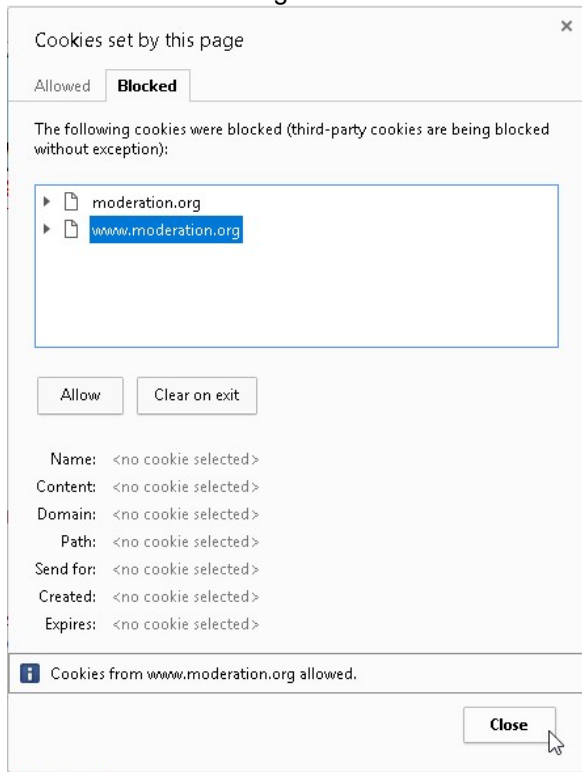 Cookies set by this page
Allowed Blocked
The following cookies were blocked (third-party cookies are being blocked
without exception):
moderation.org
www.moderation.org
Allow Clear on exit
Name: <no cookie selected>
Content: <no cookie selected>
Domain: <no cookie selected>
Path: <no cookie selected>
Send for: <no cookie selected>
Created: <no cookie selected>
Expires: <no cookie selected>
Cookies from www.moderation.org allowed.
Close